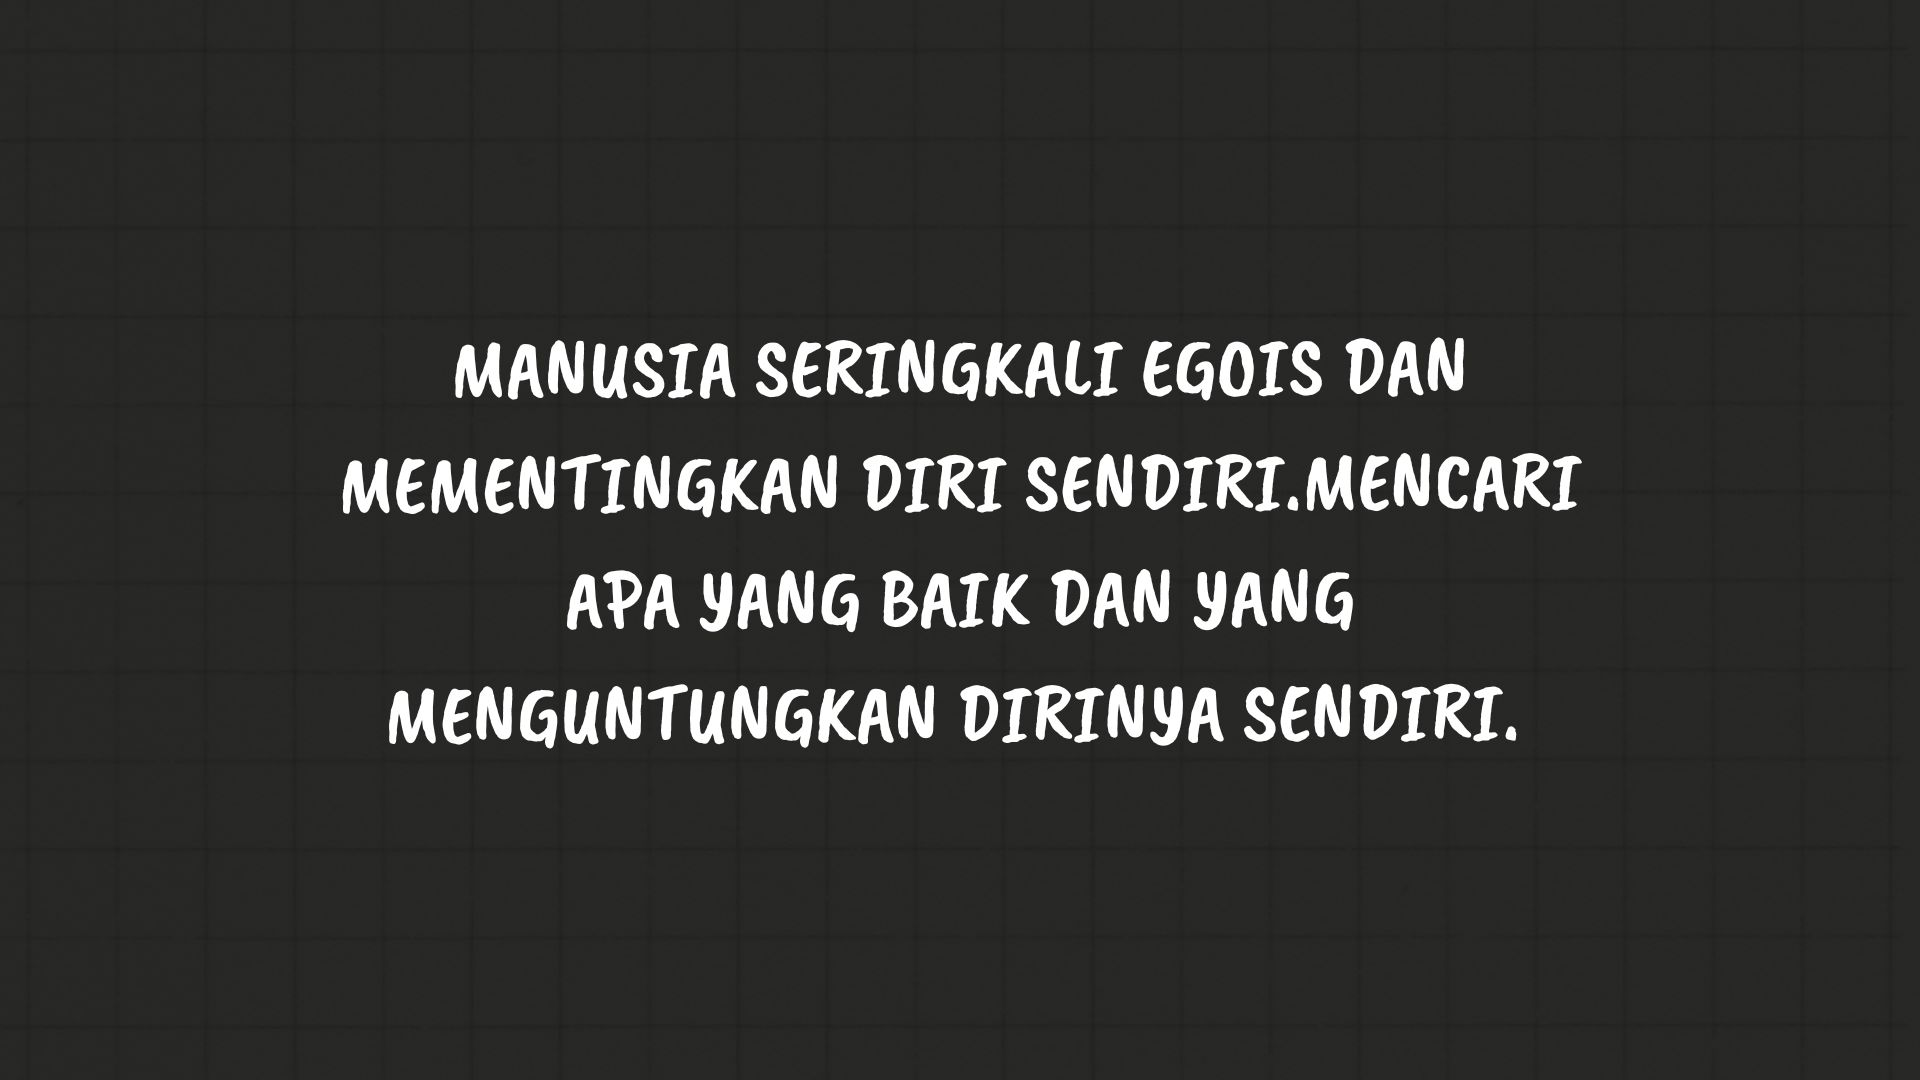 MANUSIA SERINGKALI EGOIS DAN
MEMENTINGKAN DIRI SENDIRI.MENCARI
APA YANG BAIK DAN YANG
MENGUNTUNGKAN DIRINYA SENDIRI.